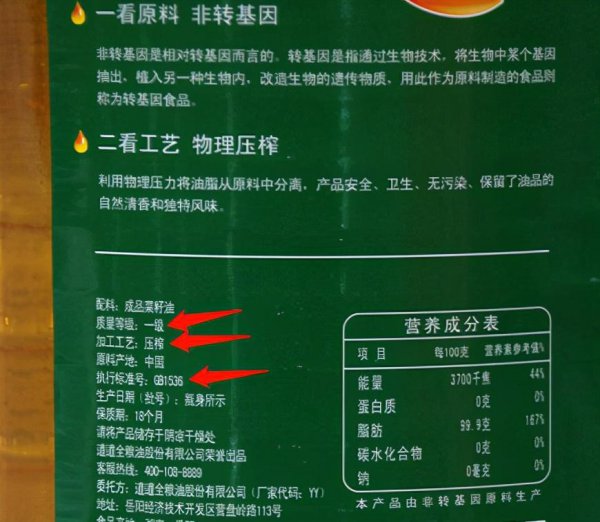 一看原料 非转基因
非转基因是相对转基因而言的。转基因是指通过生物技术，将生物中某个基因
抽出、植入另一种生物内，改造生物的遗传物质、用此作为原料制造的食品则
称为转基因食品。
二看工艺 物理压榨
利用物理压力将油脂从原料中分离，产品安全、卫生、无污染、保留了油品的
自然清香和独特风味。
配料：成品菜籽油
质量等级：一级
加工工艺：压榨
原料产地：中国
执行标准号：GB1536
生产日期（批号）：瓶身所示
保质期：18个月
请将产品储存于阴凉干燥处
道道全粮油股份有限公司荣誉出品
客服热线：400-108-8889
委托方：道道全粮油股份有限公司（厂家代码：YY）
地址：岳阳经济技术开发区营盘岭路113号
营养成分表
项 目 每100克 营养素参考值%
能量 3700千焦 44%
蛋白质 0克 0%
脂肪 99.9克 167%
碳水化合物 0克 0%
钠 0毫克 0%
本产品由非转基因原料生产